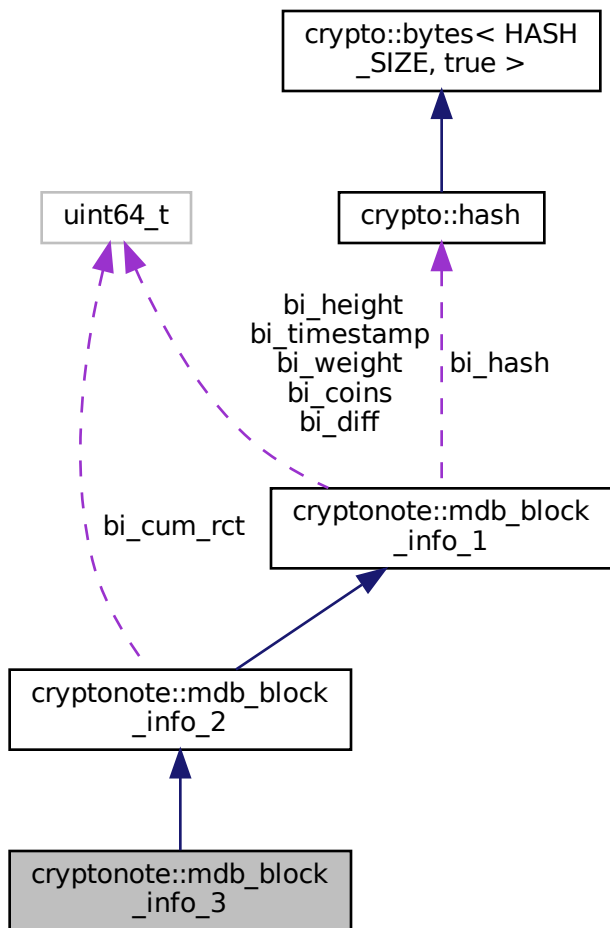 crypto::bytes< HASH
_SIZE, true >
uint64_t
crypto::hash
bi_height
bi_timestamp
bi_weight
bi_coins
bi_diff
bi_hash
cryptonote::mdb_block
_info_1
bi_cum_rct
cryptonote::mdb_block
_info_2
cryptonote::mdb_block
_info_3